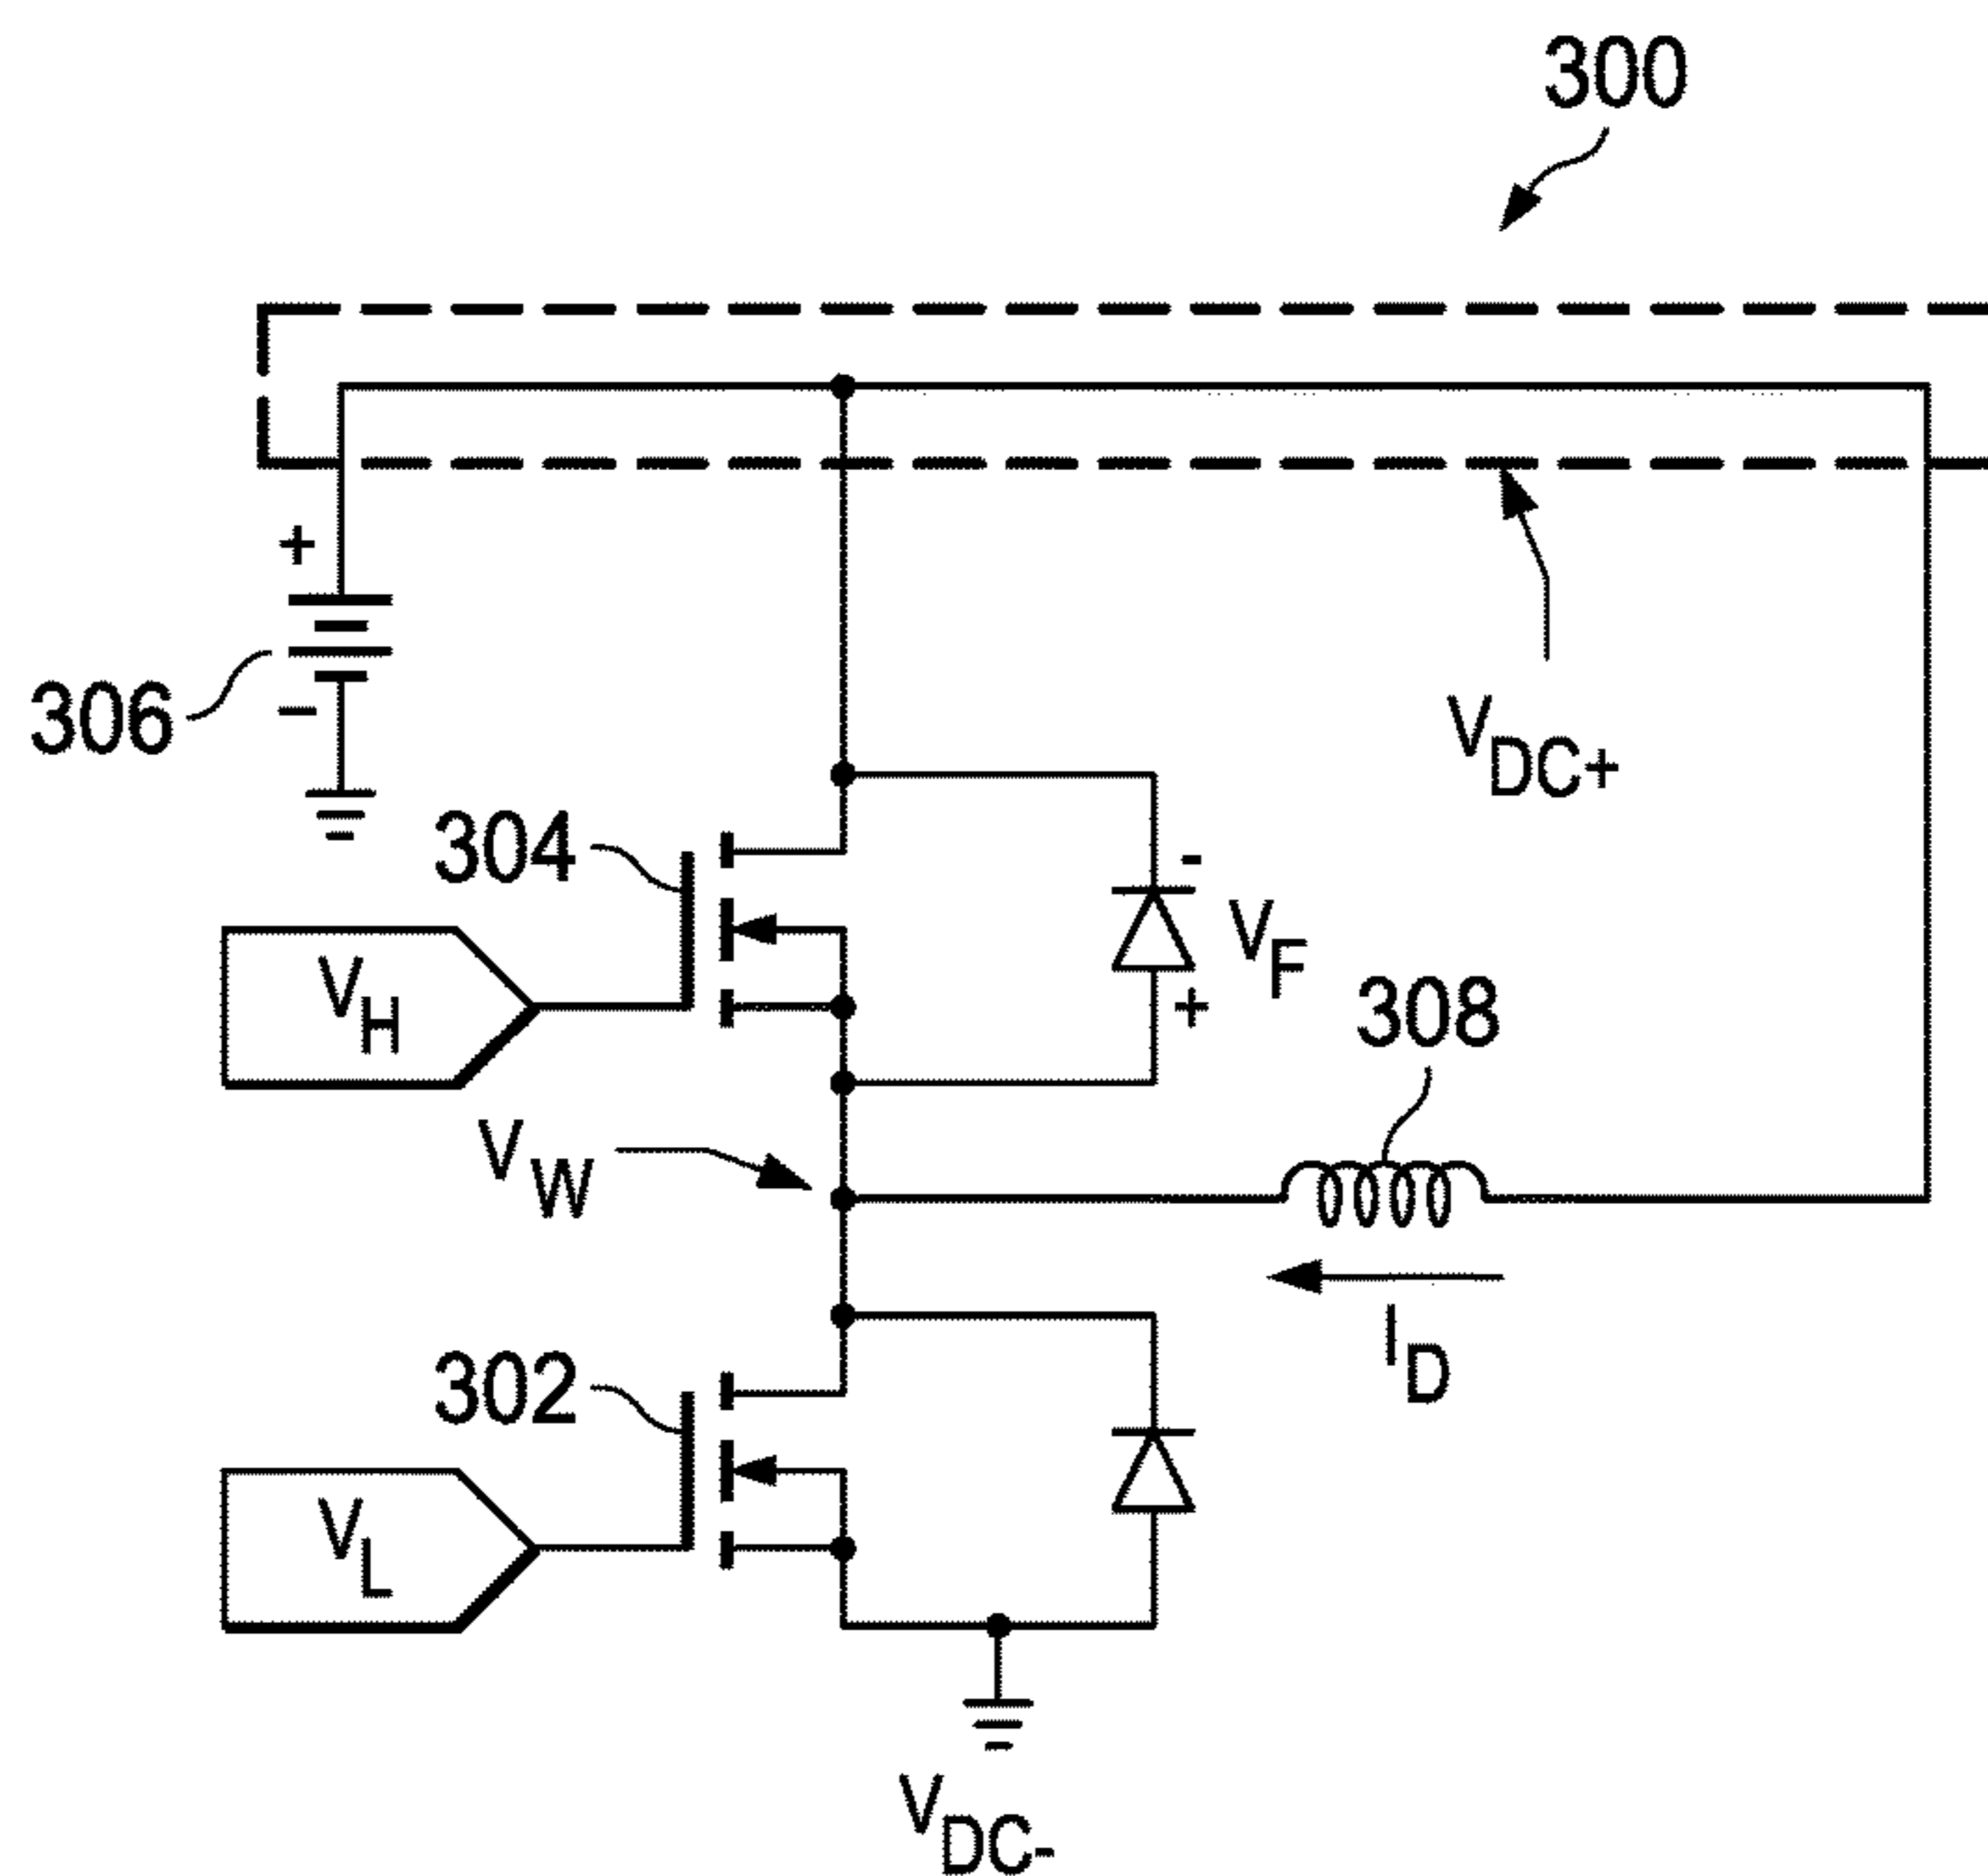 300
+
306
-
V DC+
304
-
V F
+
V H
308
V W
I D
302
V L
V DC-